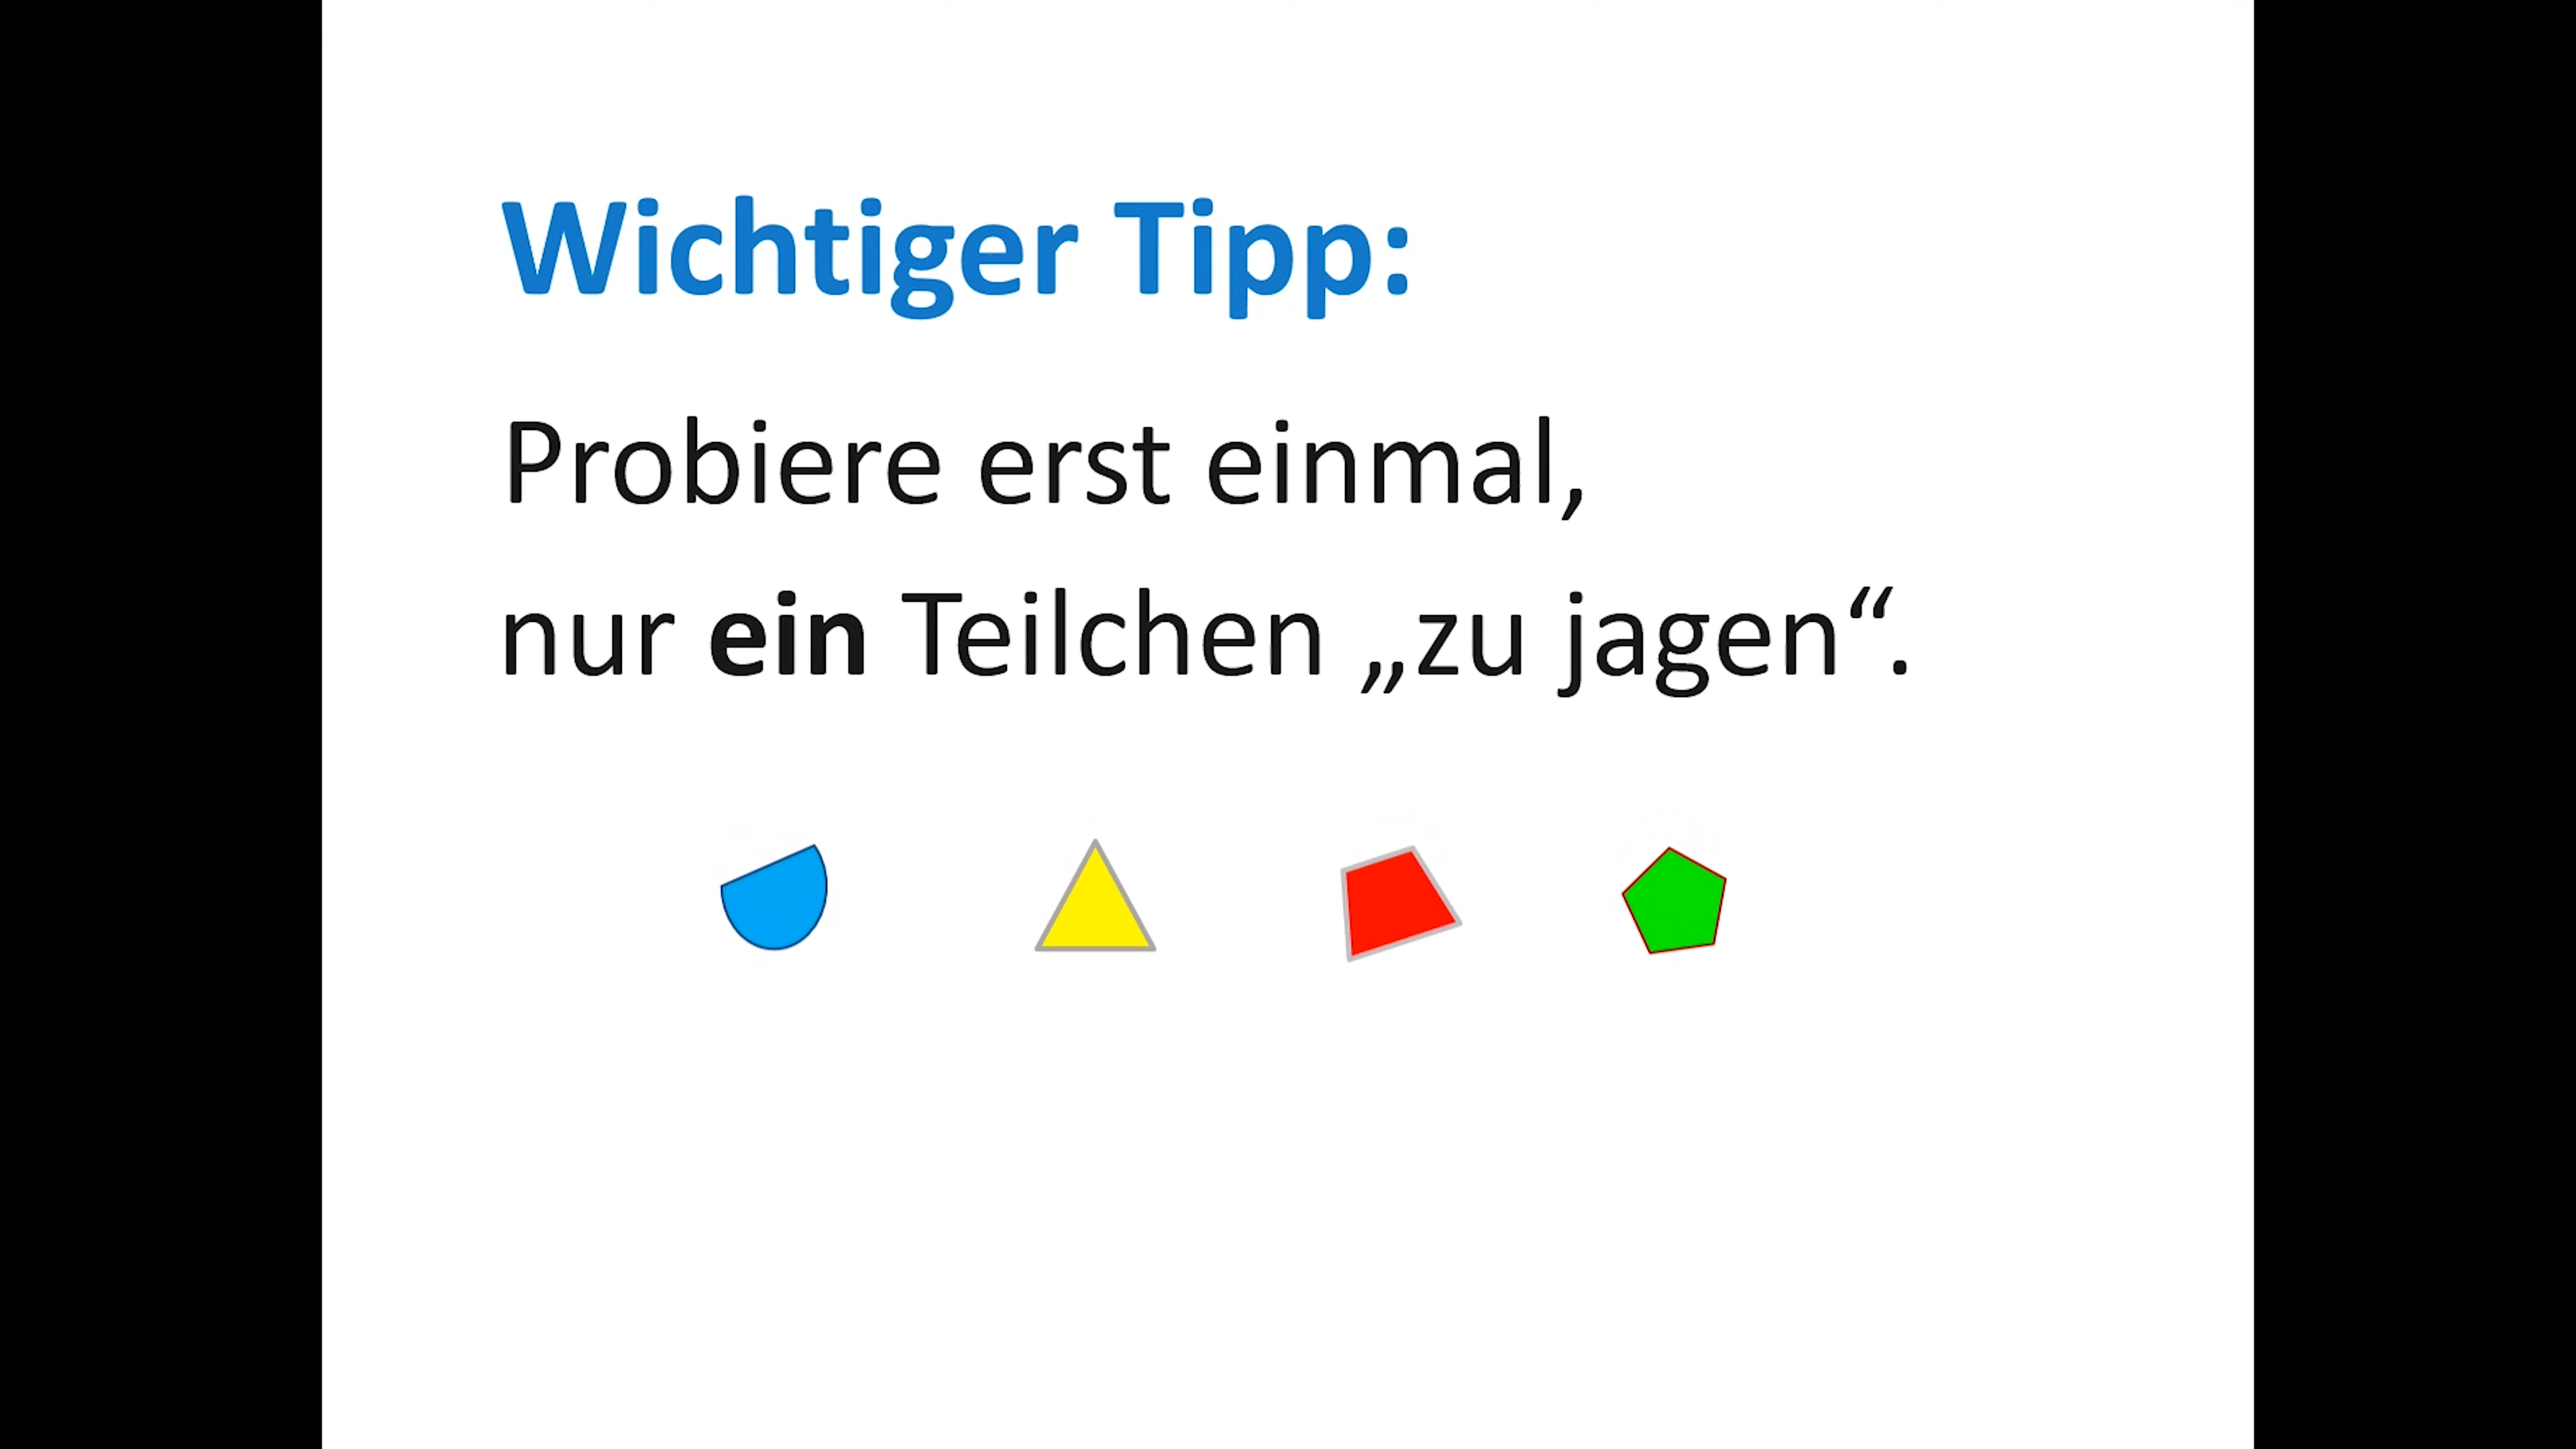 Wichtiger Tipp:
Probiere erst einmal,
nur ein Teilchen „zu jagen“.